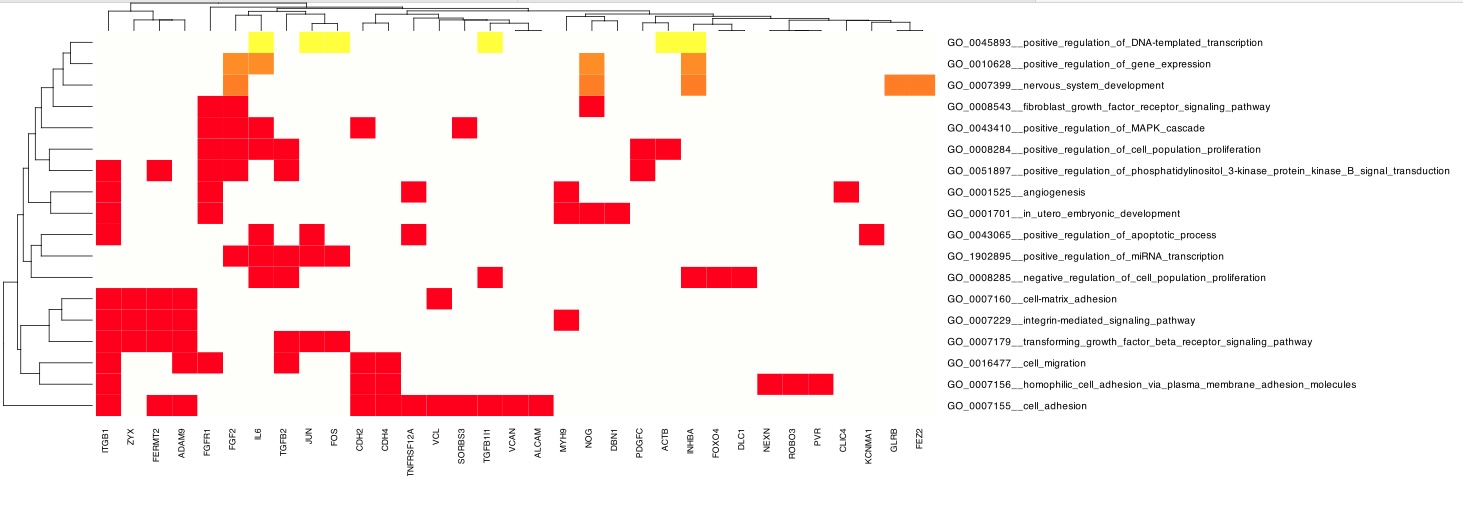 GO_0045893__positive_regulation_of_DNA-templated_transcription
GO_0010628__positive_regulation_of_gene_expression
GO_0007399__nervous_system_development
GO_0008543__fibroblast_growth_factor_receptor_signaling_pathway
GO_0043410__positive_regulation_of_MAPK_cascade
GO_0008284__positive_regulation_of_cell_population_proliferation
GO_0051897__positive_regulation_of_phosphatidylinositol_3-kinase_protein_kinase_B_signal_transduction
GO_0001525__angiogenesis
GO_0001701__in_utero_embryonic_development
GO_0043065__positive_regulation_of_apoptotic_process
GO_1902895__positive_regulation_of_miRNA_transcription
GO_0008285__negative_regulation_of_cell_population_proliferation
GO_0007160__cell-matrix_adhesion
GO_0007229__integrin-mediated_signaling_pathway
GO_0007179__transforming_growth_factor_beta_receptor_signaling_pathway
GO_0016477__cell_migration
GO_0007156__homophilic_cell_adhesion_via_plasma_membrane_adhesion_molecules
GO_0007155__cell_adhesion
ITGB1
ZYX
FERMT2
ADAM9
FGFR1
FGF2
IL6
TGFB2
JUN
FOS
CDH2
CDH4
TNFRSF12A
VCL
SORBS3
TGFB1I1
VCAN
ALCAM
MYH9
NOG
DBN1
PDGFC
ACTB
INHBA
FOXO4
DLC1
NEXN
ROBO3
PVR
CLIC4
KCNMA1
GLRB
FEZ2